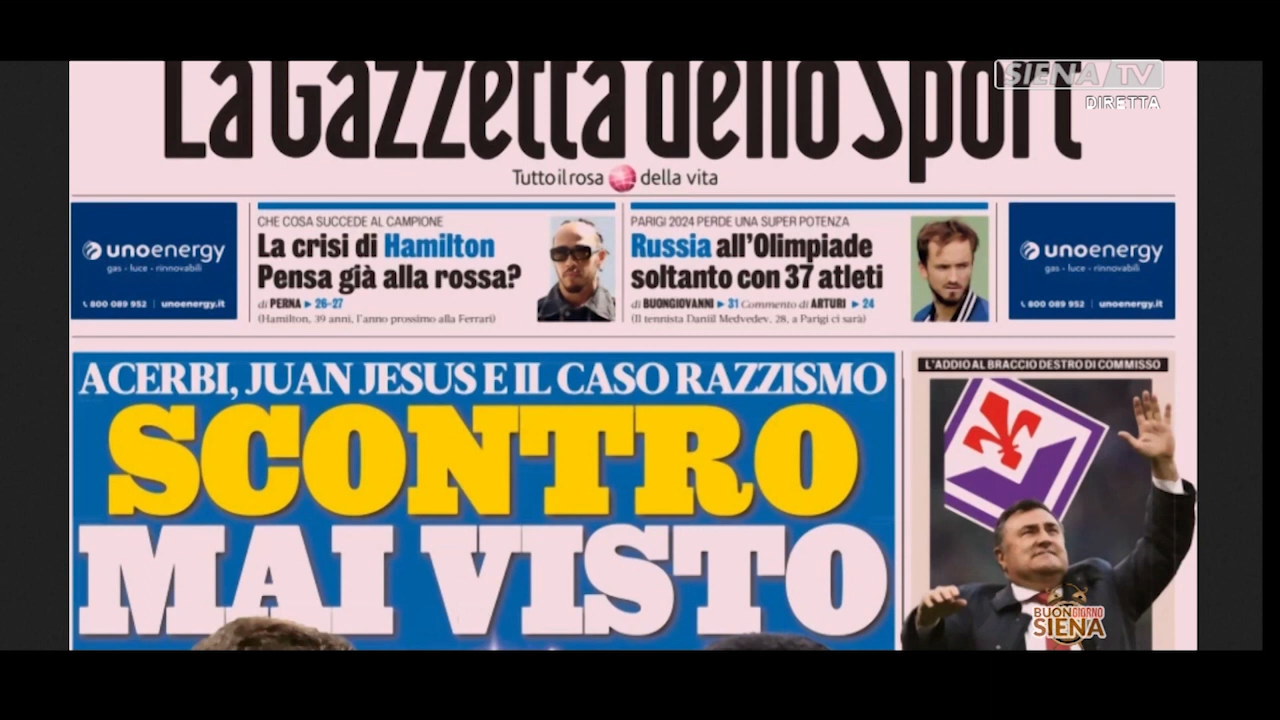 La Gazzetta dello Sport
SIENA TV
DIRETTA
Tutto il rosa della vita
unoenergy
gas - luce - rinnovabili
800 089 952 | unoenergy.it
CHE COSA SUCCEDE AL CAMPIONE
La crisi di Hamilton
Pensa già alla rossa?
di PERNA ▶ 26-27
(Hamilton, 39 anni, l'anno prossimo alla Ferrari)
PARIGI 2024 PERDE UNA SUPER POTENZA
Russia all'Olimpiade
soltanto con 37 atleti
di BUONGIOVANNI ▶ 31 Commento di ARTURI ▶ 24
(Il tennista Daniil Medvedev, 28, a Parigi ci sarà)
unoenergy
gas - luce - rinnovabili
800 089 952 | unoenergy.it
ACERBI, JUAN JESUS E IL CASO RAZZISMO
SCONTRO
MAI VISTO
L'ADDIO AL BRACCIO DESTRO DI COMMISSO
BUONGIORNO
SIENA